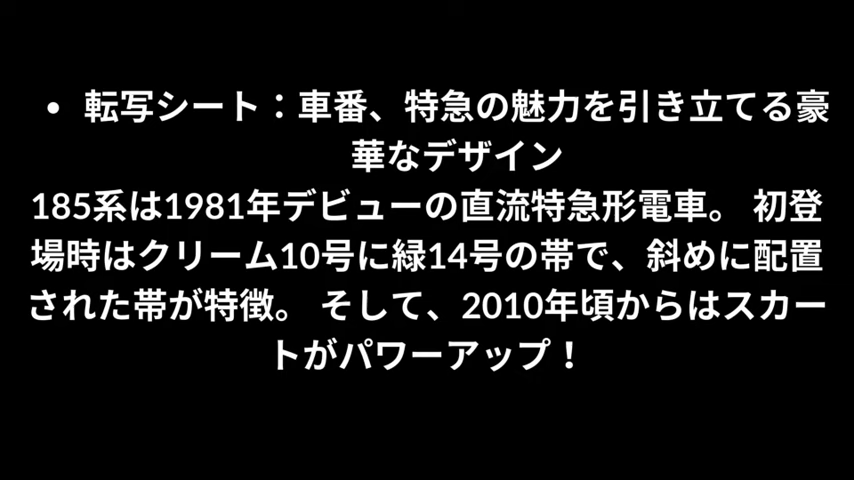 • 転写シート：車番、特急の魅力を引き立てる豪
華なデザイン
185系は1981年デビューの直流特急形電車。 初登
場時はクリーム10号に緑14号の帯で、斜めに配置
された帯が特徴。 そして、2010年頃からはスカー
トがパワーアップ！